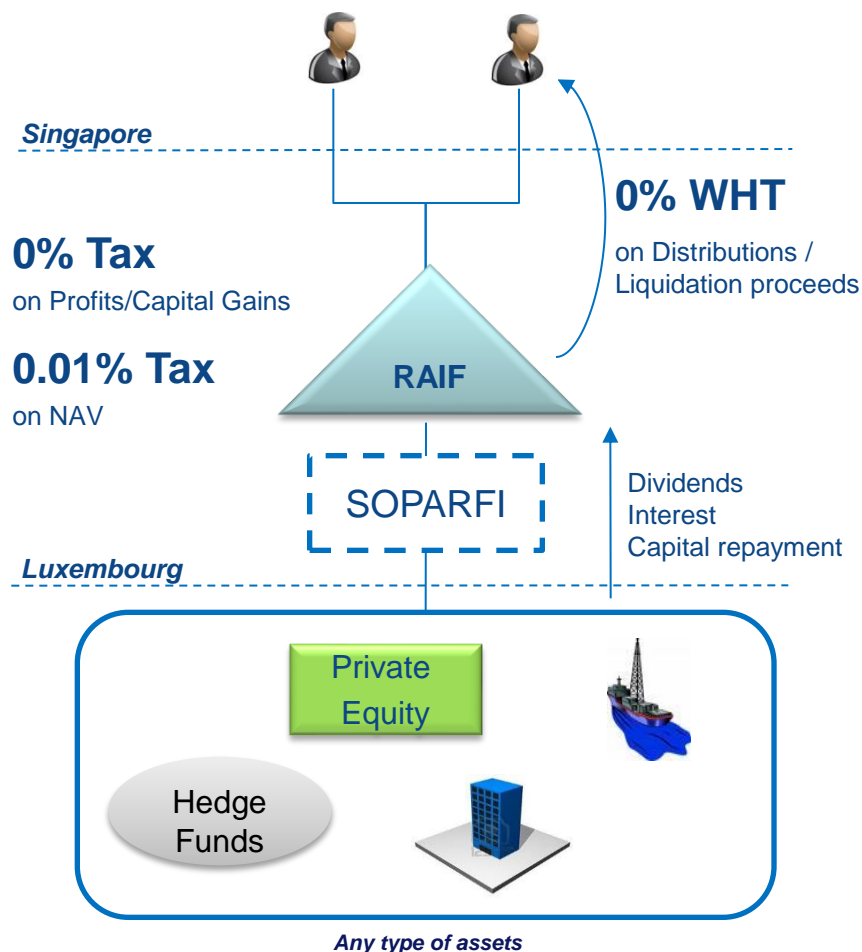 Singapore
0% WHT
on Distributions /
Liquidation proceeds
0% Tax
on Profits/Capital Gains
0.01% Tax
on NAV
RAIF
SOPARFI
Dividends
Interest
Capital repayment
Luxembourg
Private
Equity
Hedge
Funds
Any type of assets